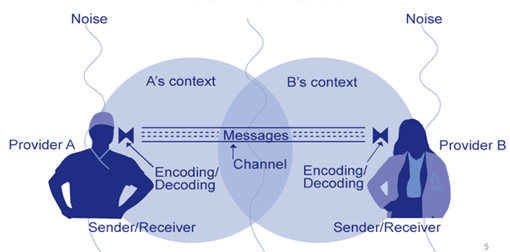 Noise
Noise
A's context
B's context
Messages
Provider A
Provider B
Channel
Encoding/
Decoding
Encoding/
Decoding
Sender/Receiver
Sender/Receiver
5